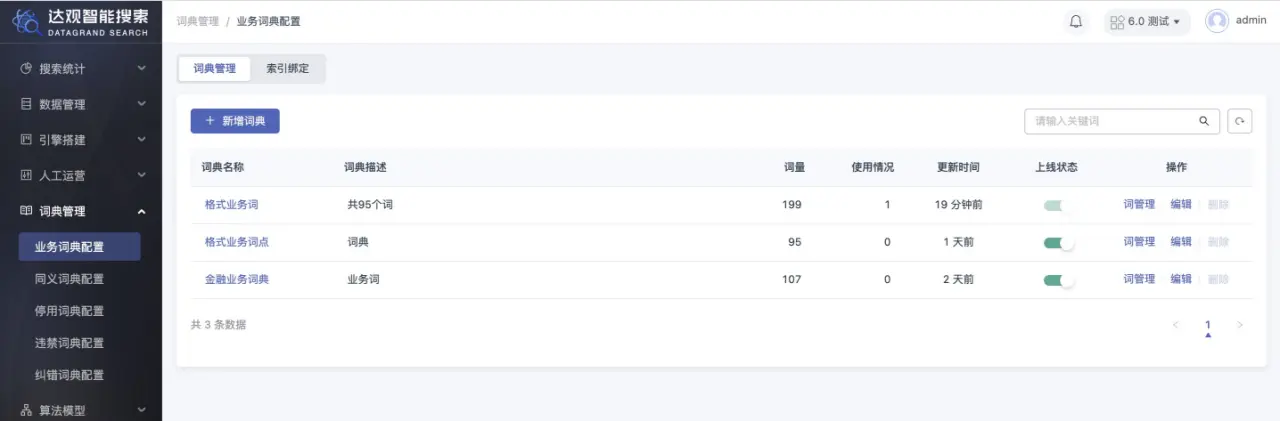 达观智能搜索
DATAGRAND SEARCH
词典管理 / 业务词典配置
6.0 测试
admin
搜索统计
数据管理
引擎搭建
人工运营
词典管理
业务词典配置
同义词典配置
停用词典配置
违禁词典配置
纠错词典配置
算法模型
词典管理 索引绑定
+ 新增词典
请输入关键词
词典名称 词典描述 词量 使用情况 更新时间 上线状态 操作
格式业务词 共95个词 199 1 19 分钟前 词管理 编辑 删除
格式业务词点 词典 95 0 1 天前 词管理 编辑 删除
金融业务词典 业务词 107 0 2 天前 词管理 编辑 删除
共 3 条数据
< 1 >